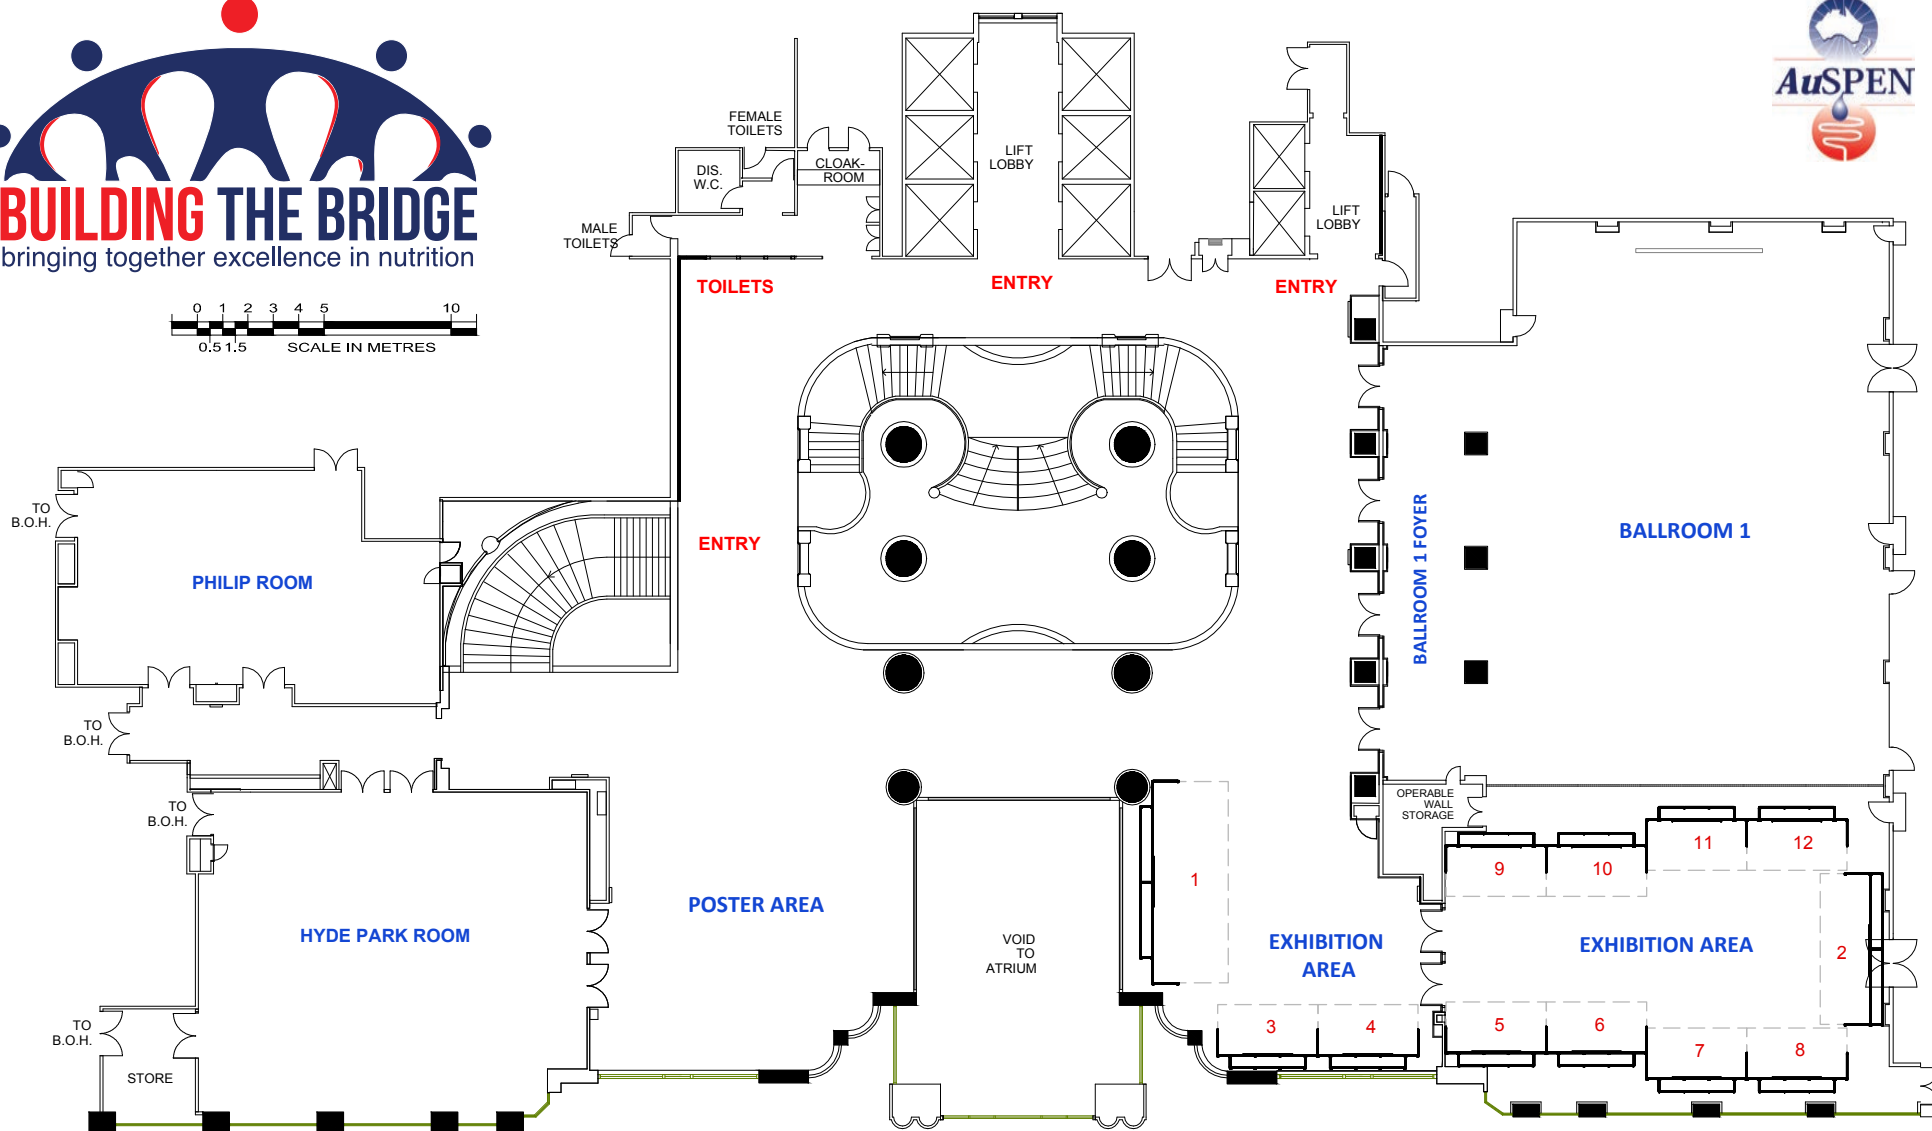 BUILDING THE BRIDGE
bringing together excellence in nutrition
AuSPEN
0 1 2 3 4 5 10
0.5 1.5 SCALE IN METRES
FEMALE
TOILETS
DIS.
W.C.
CLOAK-
ROOM
MALE
TOILETS
LIFT
LOBBY
LIFT
LOBBY
TOILETS
ENTRY
ENTRY
ENTRY
TO
B.O.H.
PHILIP ROOM
BALLROOM 1 FOYER
BALLROOM 1
TO
B.O.H.
TO
B.O.H.
OPERABLE
WALL
STORAGE
HYDE PARK ROOM
POSTER AREA
VOID
TO
ATRIUM
1
EXHIBITION
AREA
3
4
9
10
11
12
EXHIBITION AREA
2
5
6
7
8
TO
B.O.H.
STORE